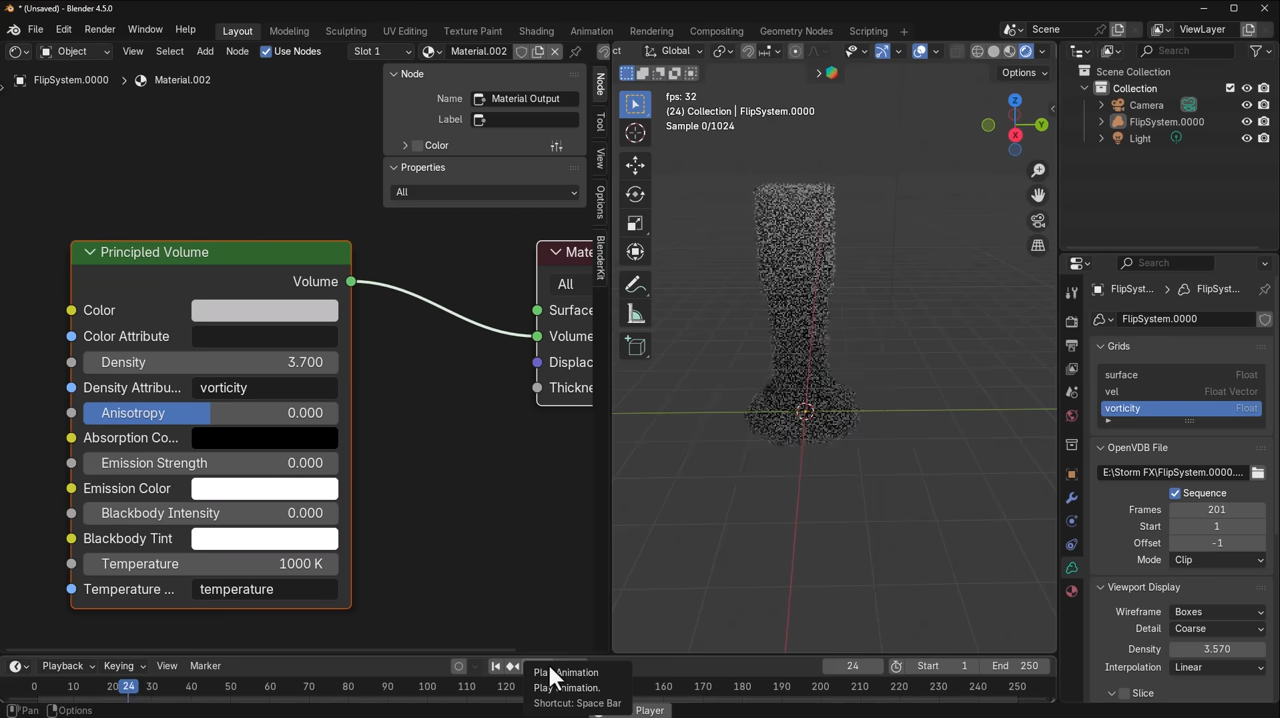 * (Unsaved) - Blender 4.5.0
File Edit Render Window Help Layout Modeling Sculpting UV Editing Texture Paint Shading Animation Rendering Compositing Geometry Nodes Scripting Scene ViewLayer
Object View Select Add Node Use Nodes Slot 1 Material.002 Global Search
FlipSystem.0000 Material.002
Options
Node
Name Material Output
Label
Color
Properties
All
Node
Tool
View
Options
BlenderKit
fps: 32
(24) Collection | FlipSystem.0000
Sample 0/1024
Z
Y
X
Scene Collection
Collection
Camera
FlipSystem.0000
Light
Principled Volume
Volume
Color
Color Attribute
Density 3.700
Density Attribu... vorticity
Anisotropy 0.000
Absorption Co...
Emission Strength 0.000
Emission Color
Blackbody Intensity 0.000
Blackbody Tint
Temperature 1000 K
Temperature ... temperature
Mate
All
Surfac
Volume
Displac
Thickne
Search
FlipSyst... FlipSyst...
FlipSystem.0000
Grids
surface Float
vel Float Vector
vorticity Float
OpenVDB File
E:\Storm FX\FlipSystem.0000....
Sequence
Frames 201
Start 1
Offset -1
Mode Clip
Viewport Display
Wireframe Boxes
Detail Coarse
Density 3.570
Interpolation Linear
Slice
Playback Keying View Marker 24 Start 1 End 250
0 10 20 24 30 40 50 60 70 80 90 100 110 120 160 170 180 190 200 210 220 230 240 250
Pan Options Player
Play Animation
Play animation.
Shortcut: Space Bar